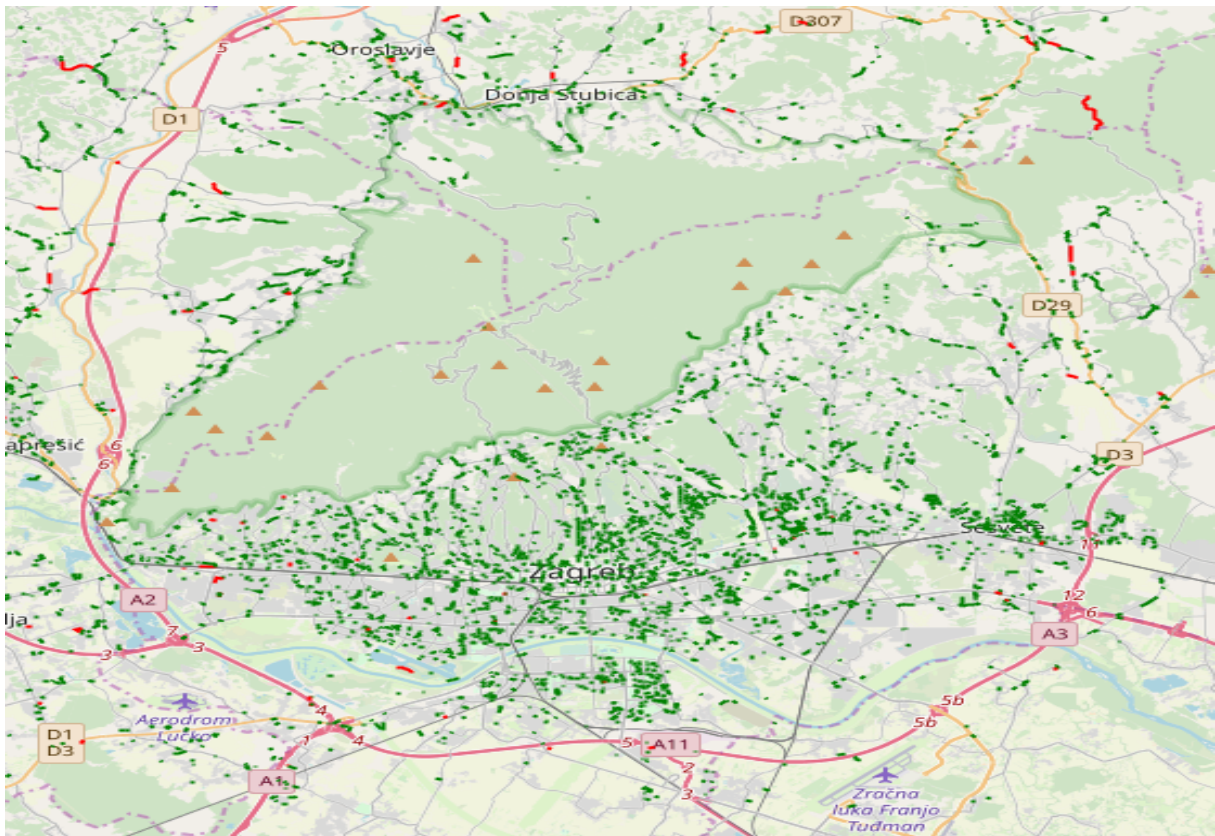 D307
5
Oroslavje
Donja Stubica
D1
D29
aprešić
6
6
D3
Sesvete
11
Zagreb
A2
12
6
lja
7
3
3
A3
Aerodrom
Lučko
4
5b
5b
D1
D3
1
4
5
A11
A1
2
3
Zračna
luka Franjo
Tuđman